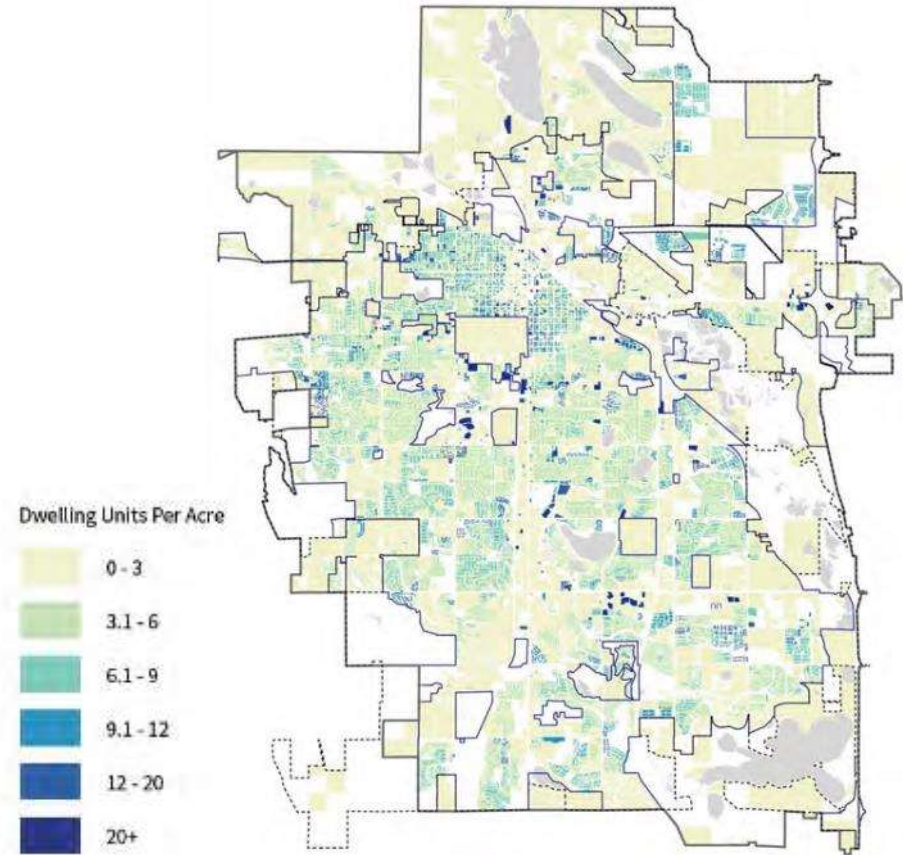 Dwelling Units Per Acre
0 - 3
3.1 - 6
6.1 - 9
9.1 - 12
12 - 20
20+